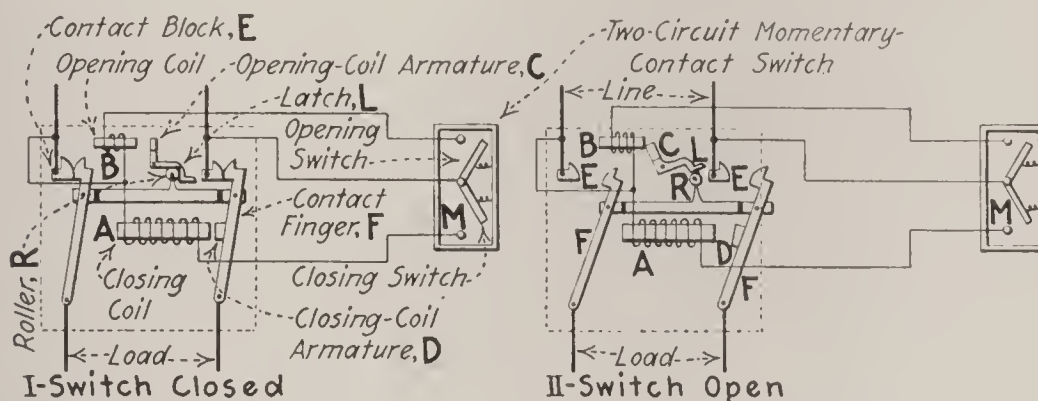 Contact Block, E
Opening Coil
Opening-Coil Armature, C
Latch, L
Opening
Switch
Two-Circuit Momentary-
Contact Switch
Line
B
A
M
Contact
Finger, F
Closing
Coil
Closing Switch
Closing-Coil
Armature, D
Roller, R
Load
I-Switch Closed
B
C
L
E
R
E
F
A
D
F
M
Load
II-Switch Open